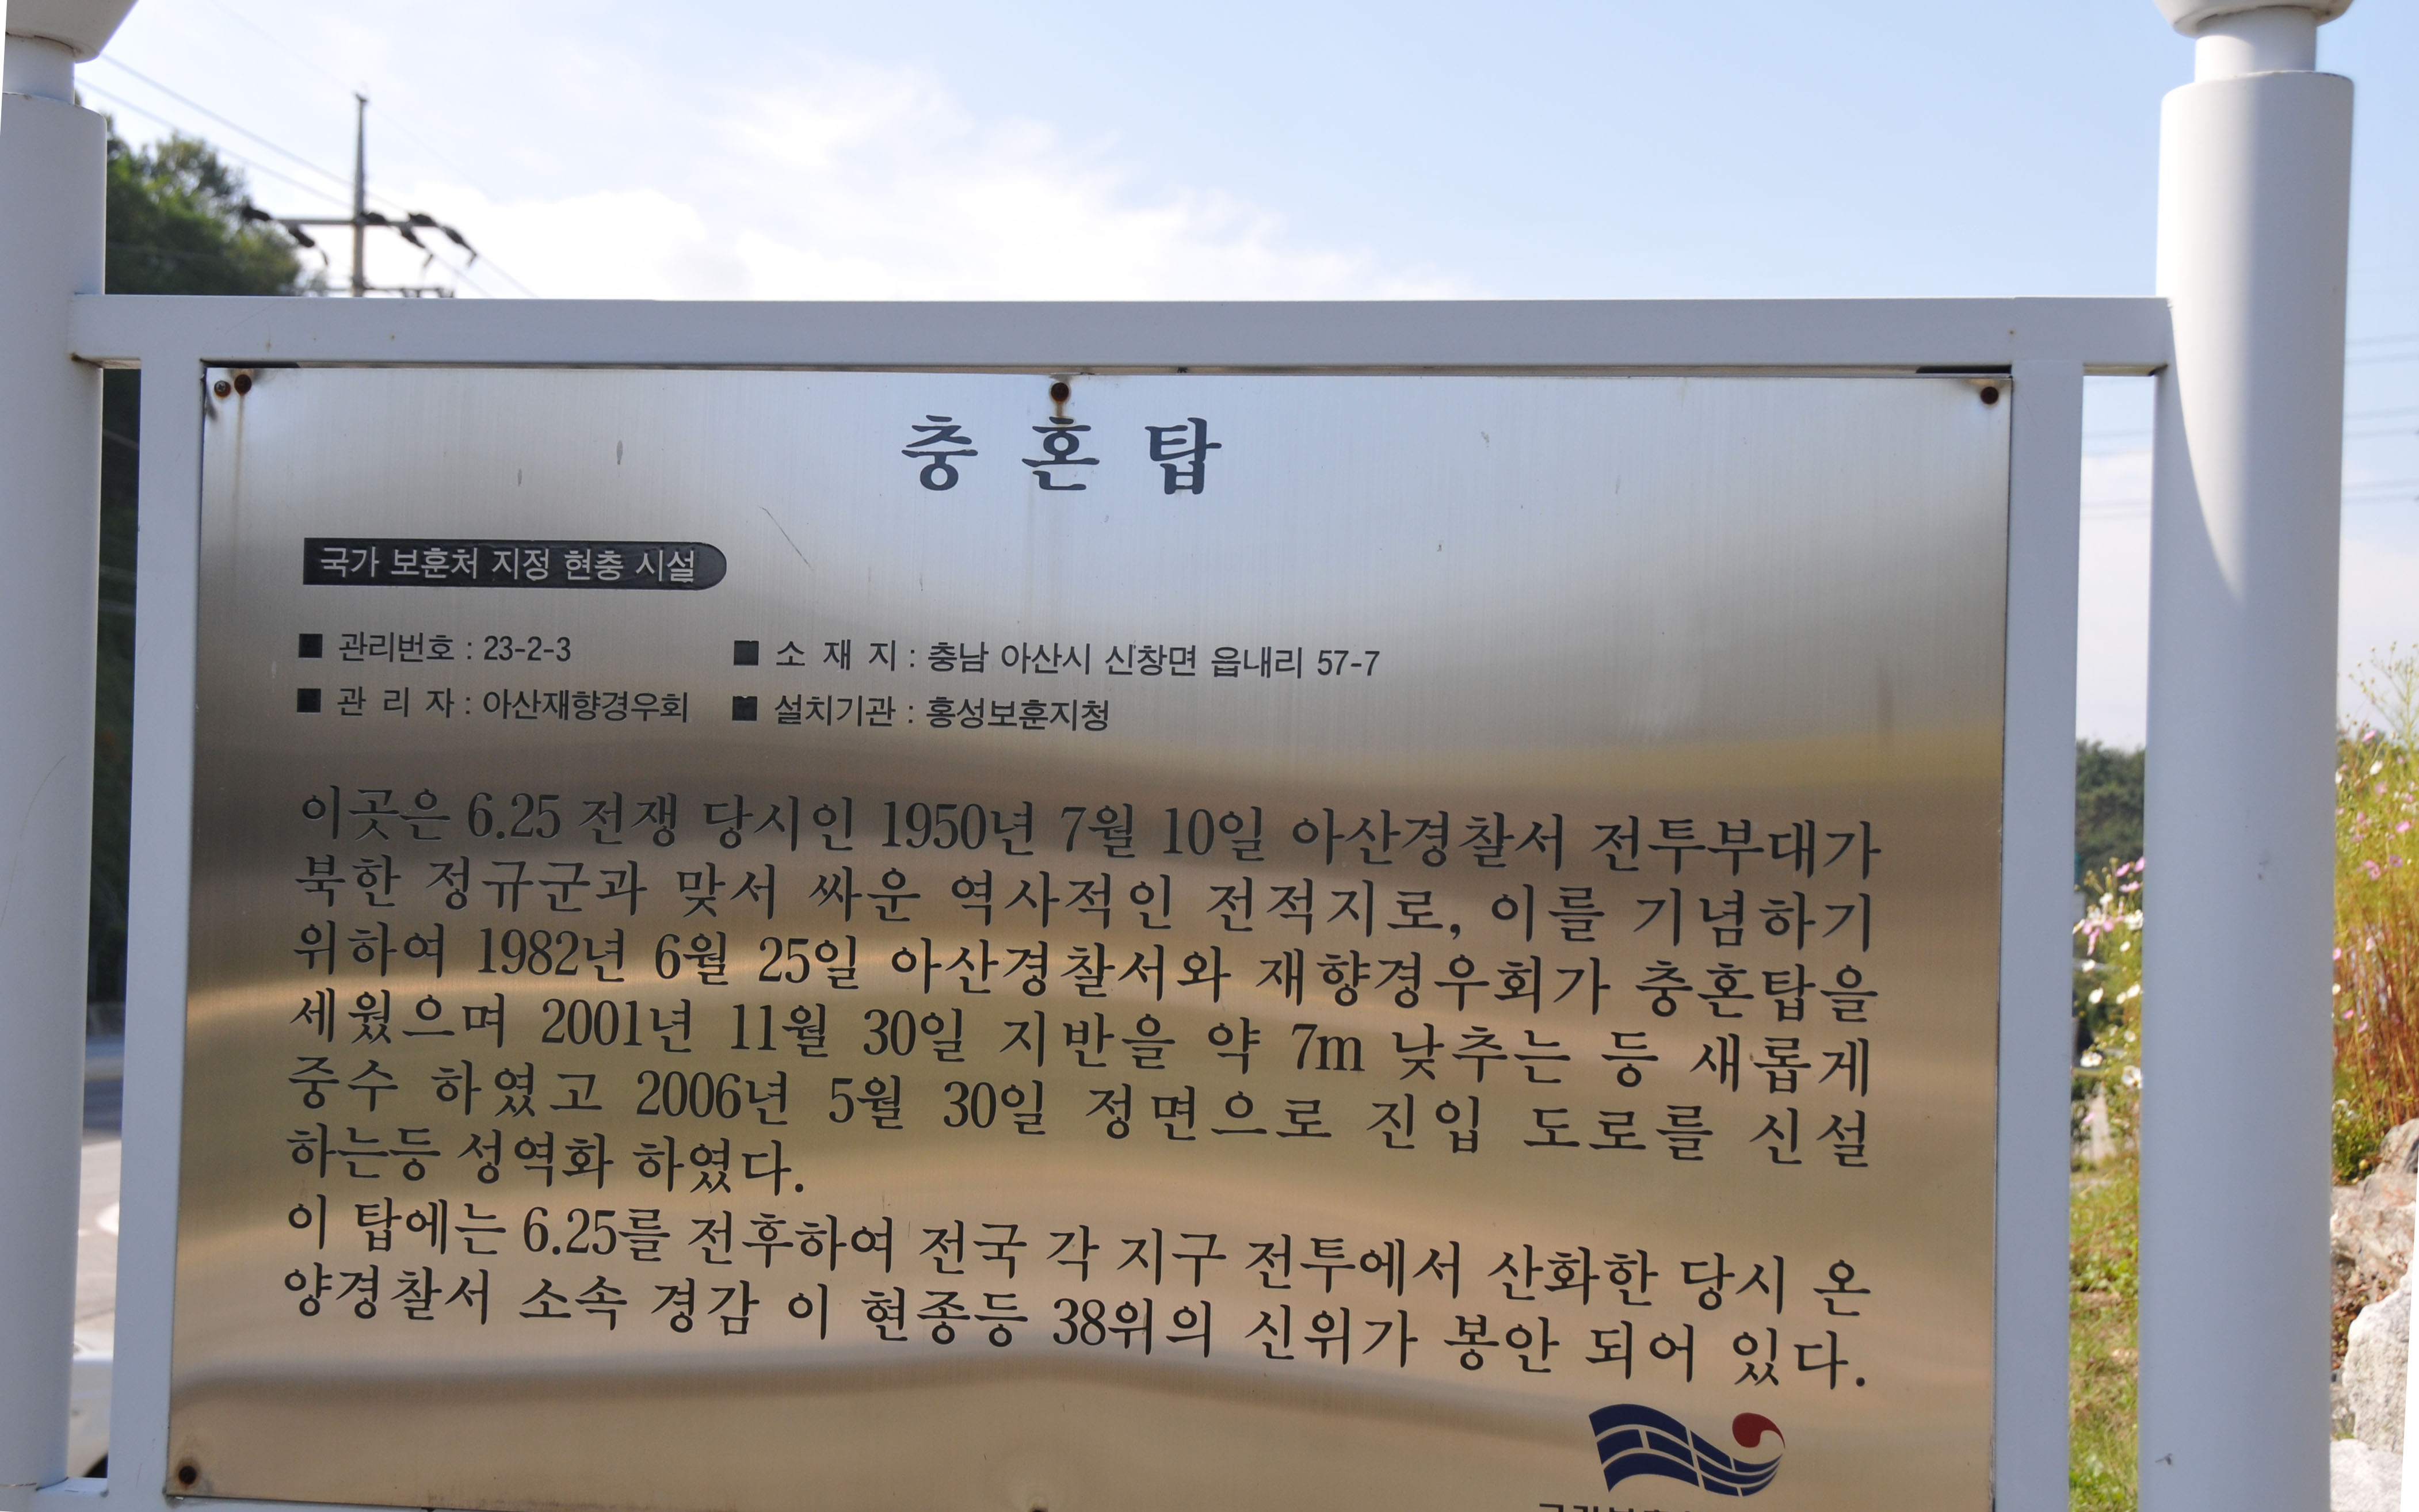 충혼탑
국가 보훈처 지정 현충 시설
■ 관리번호 : 23-2-3 ■ 소 재 지 : 충남 아산시 신창면 읍내리 57-7
■ 관 리 자 : 아산재향경우회 ■ 설치기관 : 홍성보훈지청
이곳은 6.25 전쟁 당시인 1950년 7월 10일 아산경찰서 전투부대가
북한 정규군과 맞서 싸운 역사적인 전적지로, 이를 기념하기
위하여 1982년 6월 25일 아산경찰서와 재향경우회가 충혼탑을
세웠으며 2001년 11월 30일 지반을 약 7m 낮추는 등 새롭게
중수 하였고 2006년 5월 30일 정면으로 진입 도로를 신설
하는등 성역화 하였다.
이 탑에는 6.25를 전후하여 전국 각 지구 전투에서 산화한 당시 온
양경찰서 소속 경감 이 현종등 38위의 신위가 봉안 되어 있다.